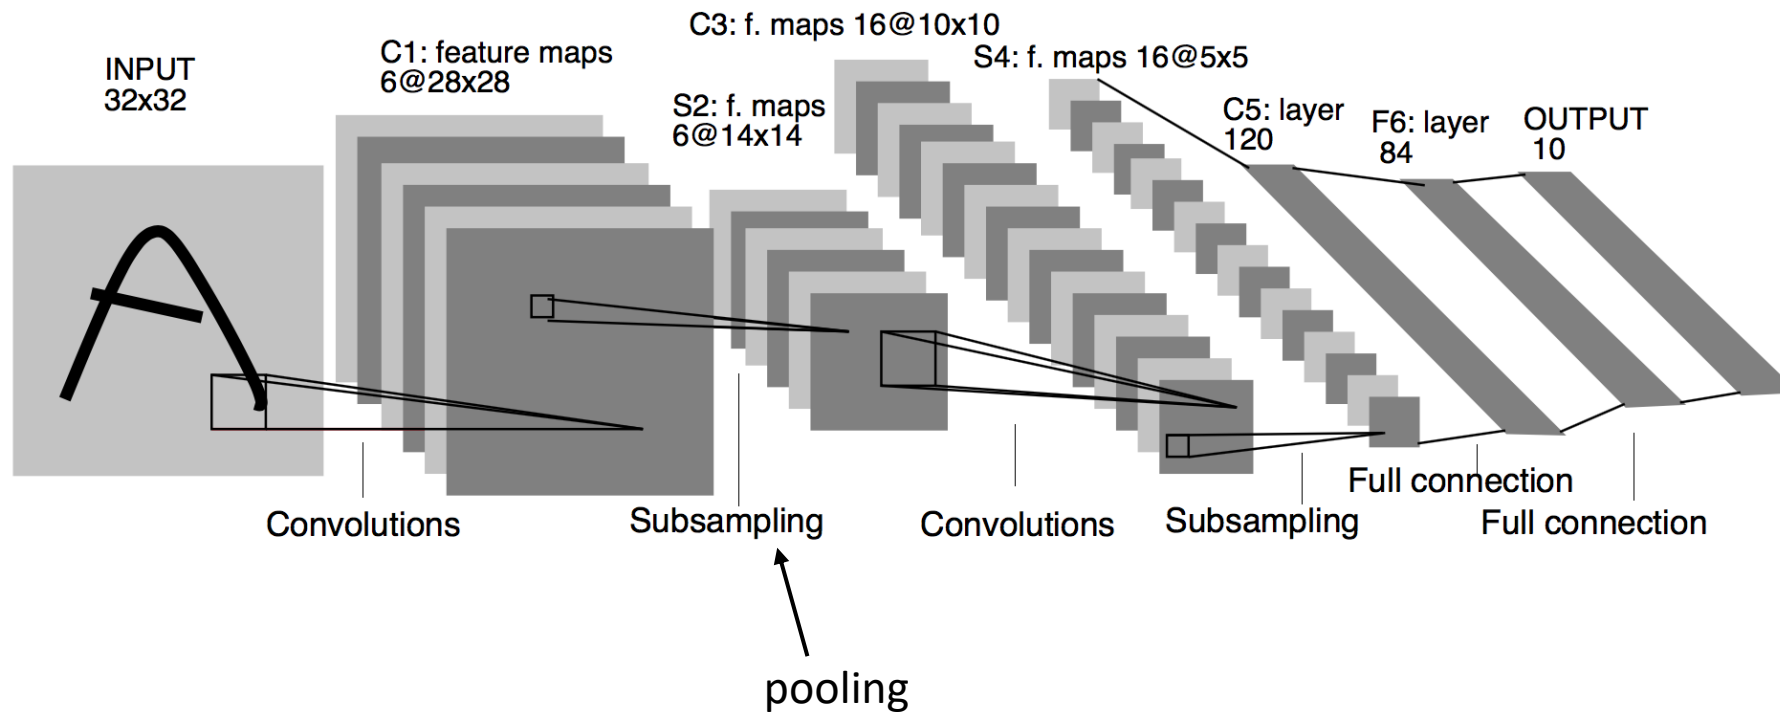 INPUT
32x32
C1: feature maps
6@28x28
S2: f. maps
6@14x14
C3: f. maps 16@10x10
S4: f. maps 16@5x5
C5: layer
120
F6: layer
84
OUTPUT
10
Convolutions
Subsampling
Convolutions
Subsampling
Full connection
Full connection
pooling